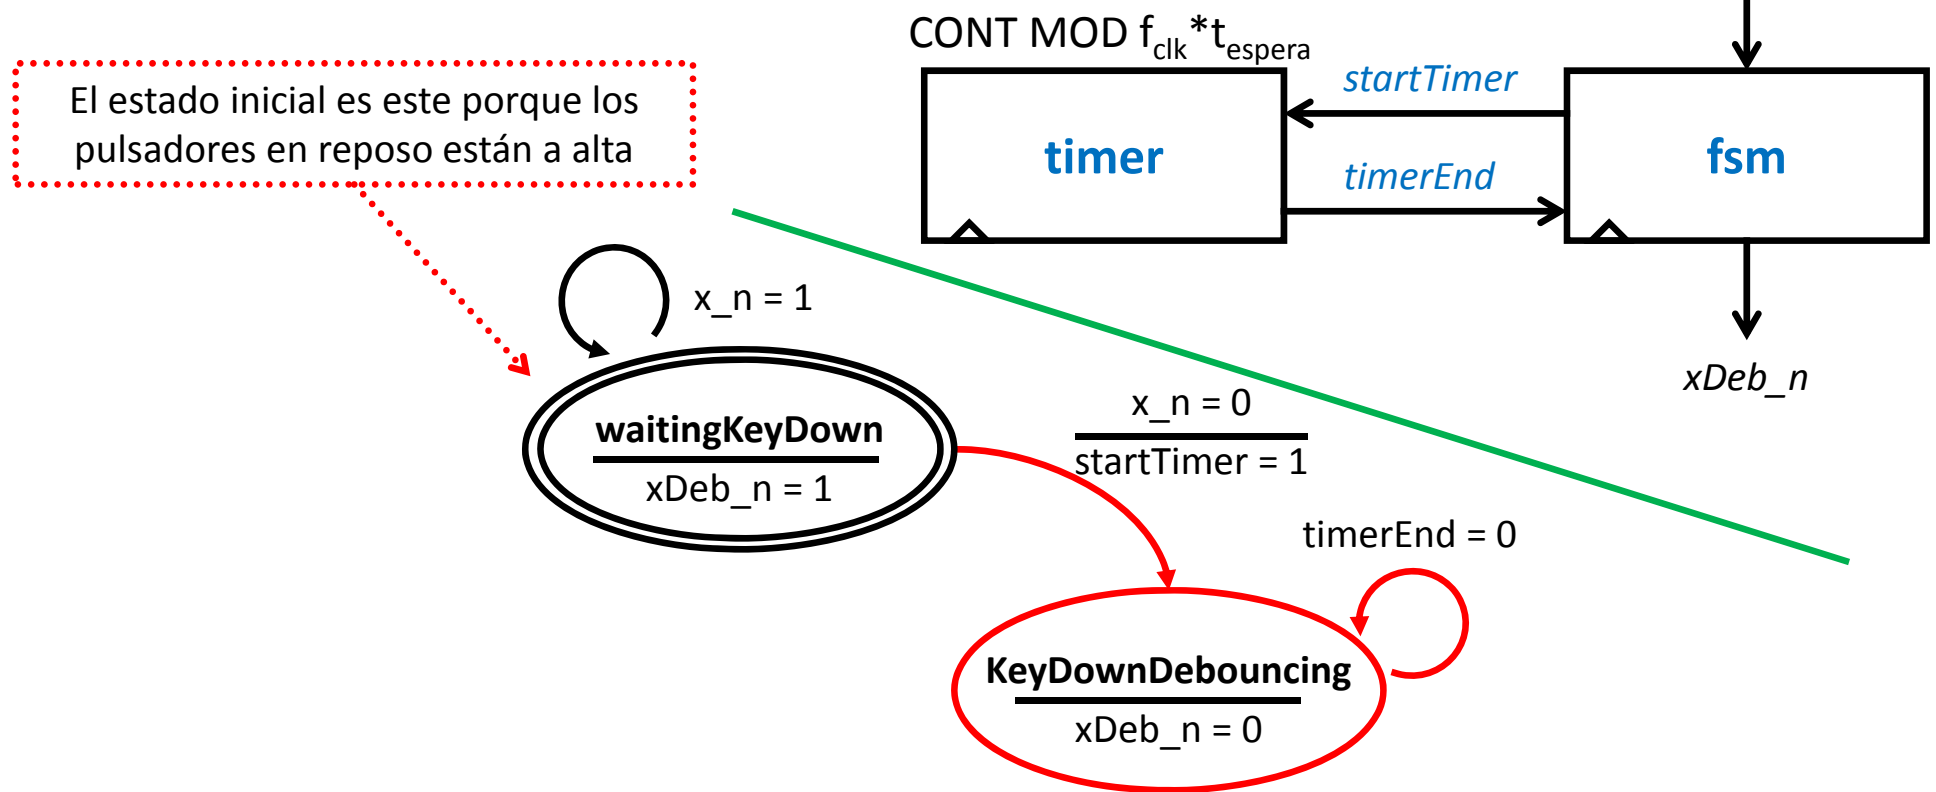 CONT MOD fclk*tespera
El estado inicial es este porque los
pulsadores en reposo están a alta
timer
startTimer
timerEnd
fsm
xDeb_n
x_n = 1
waitingKeyDown
xDeb_n = 1
x_n = 0
startTimer = 1
timerEnd = 0
KeyDownDebouncing
xDeb_n = 0